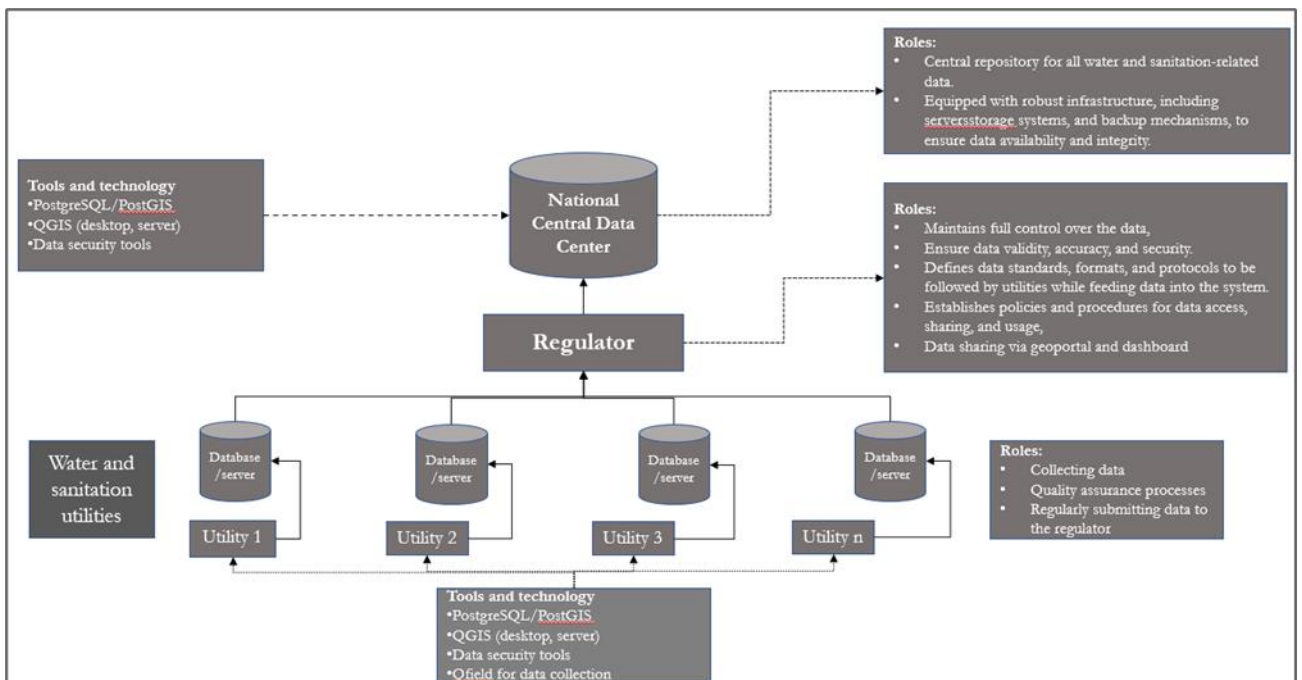 Roles:
• Central repository for all water and sanitation-related
data.
• Equipped with robust infrastructure, including
serversstorage systems, and backup mechanisms, to
ensure data availability and integrity.
Tools and technology
•PostgreSQL/PostGIS
•QGIS (desktop, server)
•Data security tools
National
Central Data
Center
Roles:
• Maintains full control over the data,
• Ensure data validity, accuracy, and security.
• Defines data standards, formats, and protocols to be
followed by utilities while feeding data into the system.
• Establishes policies and procedures for data access,
sharing, and usage,
• Data sharing via geoportal and dashboard
Regulator
Water and
sanitation
utilities
Database
/server
Database
/server
Database
/server
Database
/server
Utility 1
Utility 2
Utility 3
Utility n
Roles:
• Collecting data
• Quality assurance processes
• Regularly submitting data to
the regulator
Tools and technology
•PostgreSQL/PostGIS
•QGIS (desktop, server)
•Data security tools
•Qfield for data collection